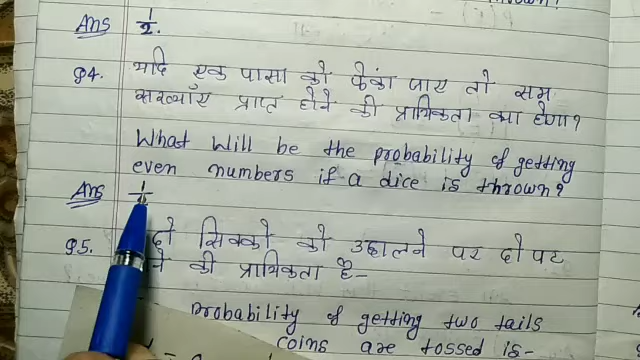 Ans 1/2.
Q4. यदि एक पासा को फेंका जाए तो सम
संख्याएँ प्राप्त होने की प्रायिकता क्या होगा?
What will be the probability of getting
even numbers if a dice is thrown?
Ans
Q5. दो सिक्को को उछालने पर दो पट
ने की प्रायिकता है-
probability of getting two tails
coins are tossed is-